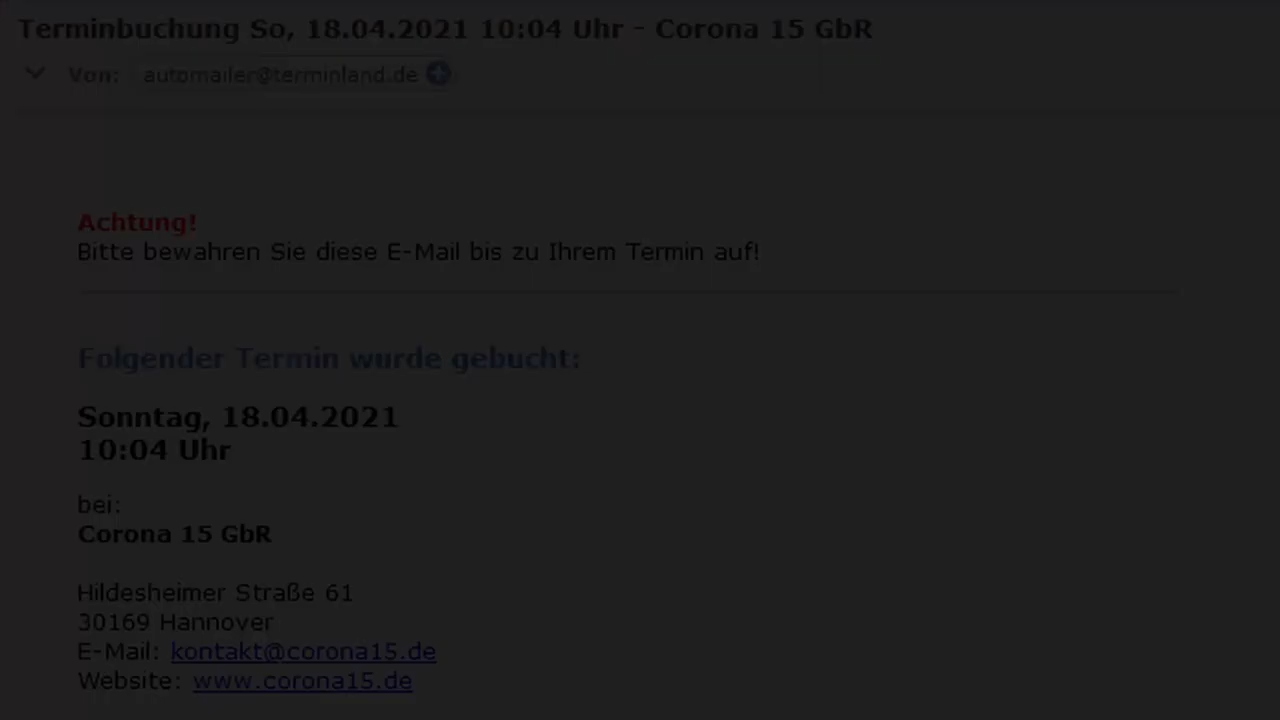 Terminbuchung So, 18.04.2021 10:04 Uhr - Corona 15 GbR
Von: automailer@terminland.de
Achtung!
Bitte bewahren Sie diese E-Mail bis zu Ihrem Termin auf!
Folgender Termin wurde gebucht:
Sonntag, 18.04.2021
10:04 Uhr
bei:
Corona 15 GbR
Hildesheimer Straße 61
30169 Hannover
E-Mail: kontakt@corona15.de
Website: www.corona15.de